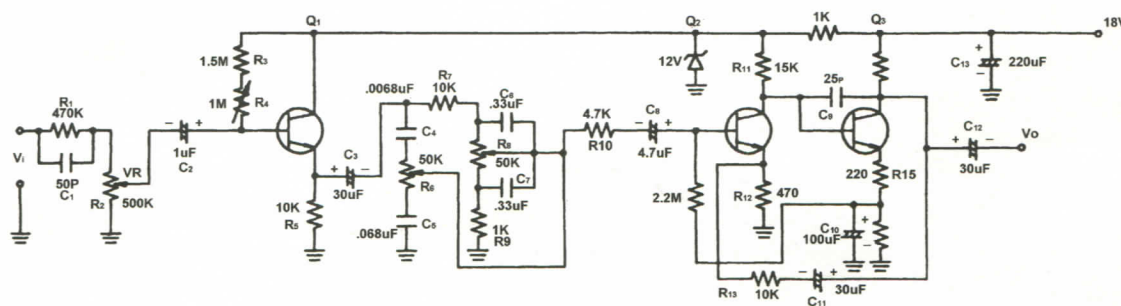 Q1
Q2
1K
Q3
18V
1.5M
R3
12V
R11
15K
C13
+
−
220uF
R1
470K
1M
R4
.0068uF
R7
10K
C6
.33uF
25P
C9
4.7K
R10
C8
−
+
4.7uF
C12
+
−
Vo
30uF
Vi
50P
C1
VR
R2
500K
−
+
1uF
C2
C4
50K
R6
R8
50K
C7
.33uF
C3
+
−
30uF
10K
R5
C5
.068uF
1K
R9
2.2M
R12
470
220
R15
C10
100uF
+
−
R13
10K
−
+
C11
30uF